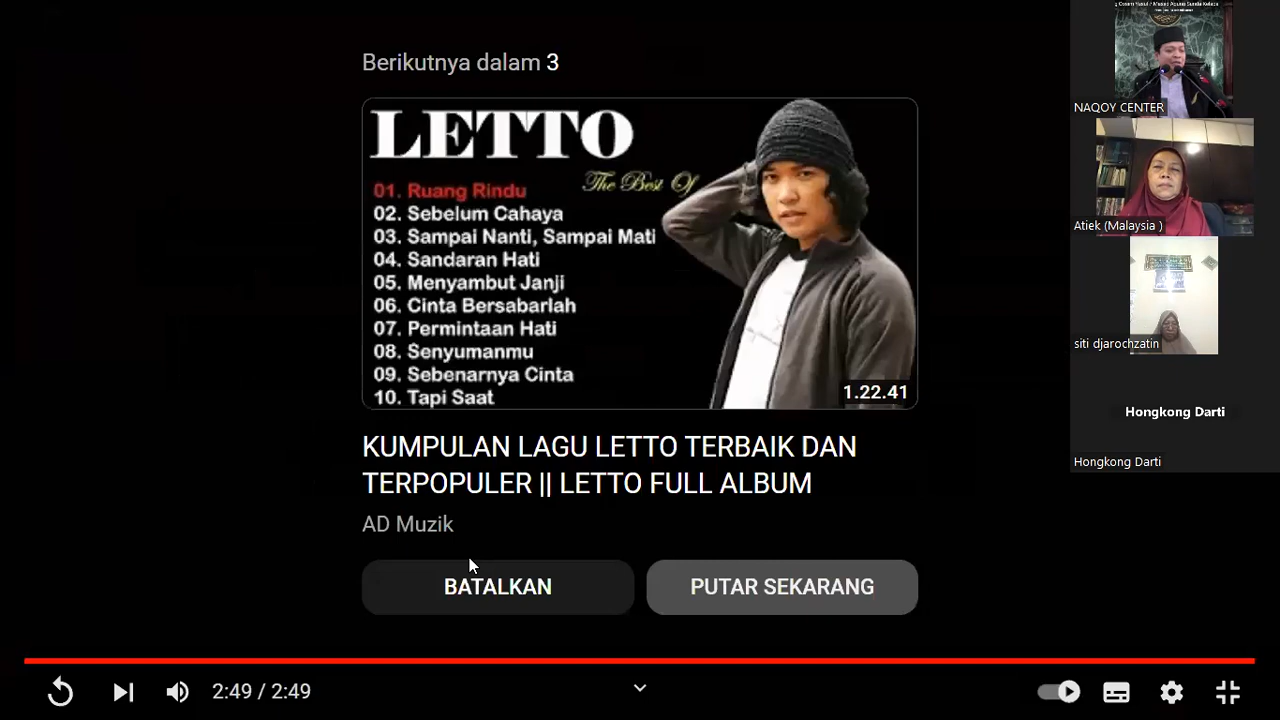 Berikutnya dalam 3
LETTO
The Best Of
01. Ruang Rindu
02. Sebelum Cahaya
03. Sampai Nanti, Sampai Mati
04. Sandaran Hati
05. Menyambut Janji
06. Cinta Bersabarlah
07. Permintaan Hati
08. Senyumanmu
09. Sebenarnya Cinta
10. Tapi Saat
1.22.41
KUMPULAN LAGU LETTO TERBAIK DAN
TERPOPULER || LETTO FULL ALBUM
AD Muzik
BATALKAN
PUTAR SEKARANG
2:49 / 2:49
NAQOY CENTER
Atiek (Malaysia )
siti djarochzatin
Hongkong Darti
Hongkong Darti